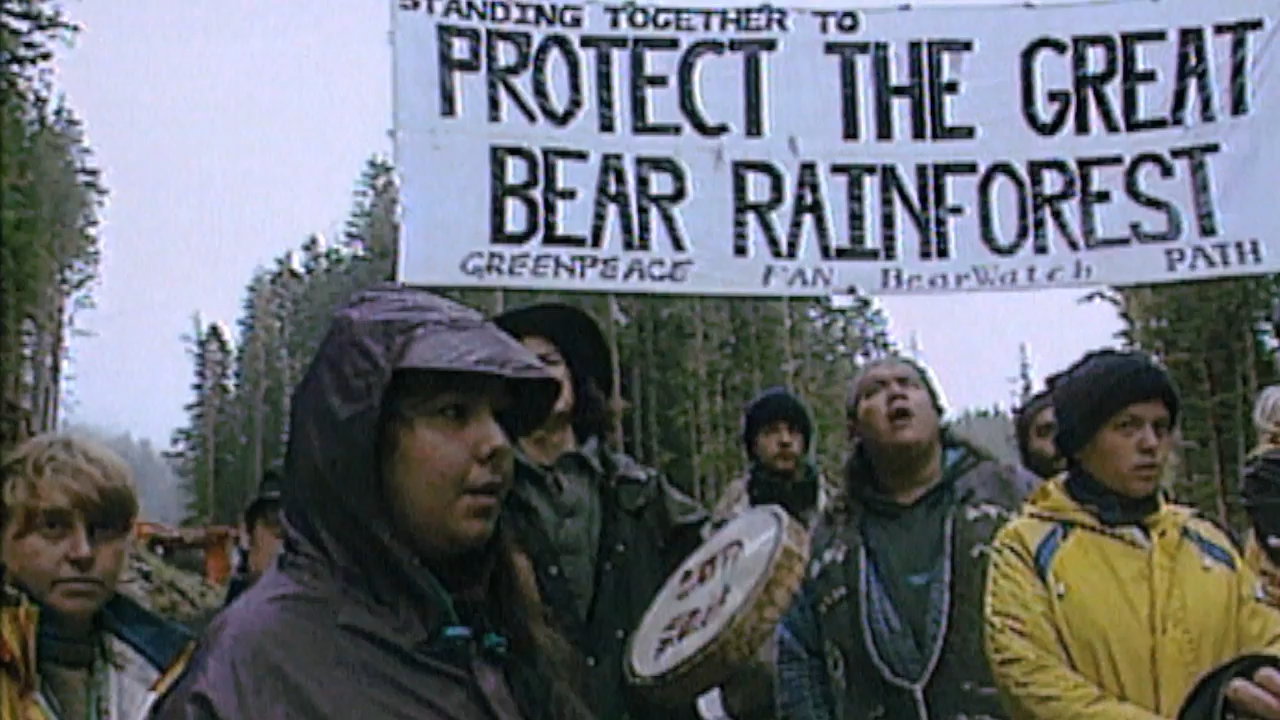 STANDING TOGETHER TO
PROTECT THE GREAT
BEAR RAINFOREST
GREENPEACE FAN BearWatch PATH